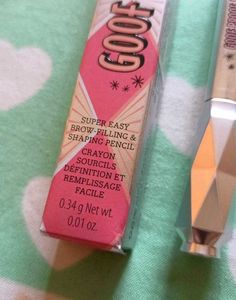 GOOF
SUPER EASY
BROW-FILLING &
SHAPING PENCIL
CRAYON
SOURCILS
DÉFINITION ET
REMPLISSAGE
FACILE
0.34 g Net wt.
0.01 oz.